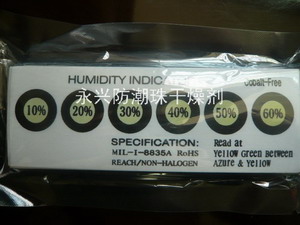 HUMIDITY INDIC
Cobalt-Free
永兴防潮珠干燥剂
10% 20% 30% 40% 50% 60%
SPECIFICATION: Read at
MIL-I-8835A RoHS Yellow Green Between
REACH/NON-HALOGEN Azure & Yellow